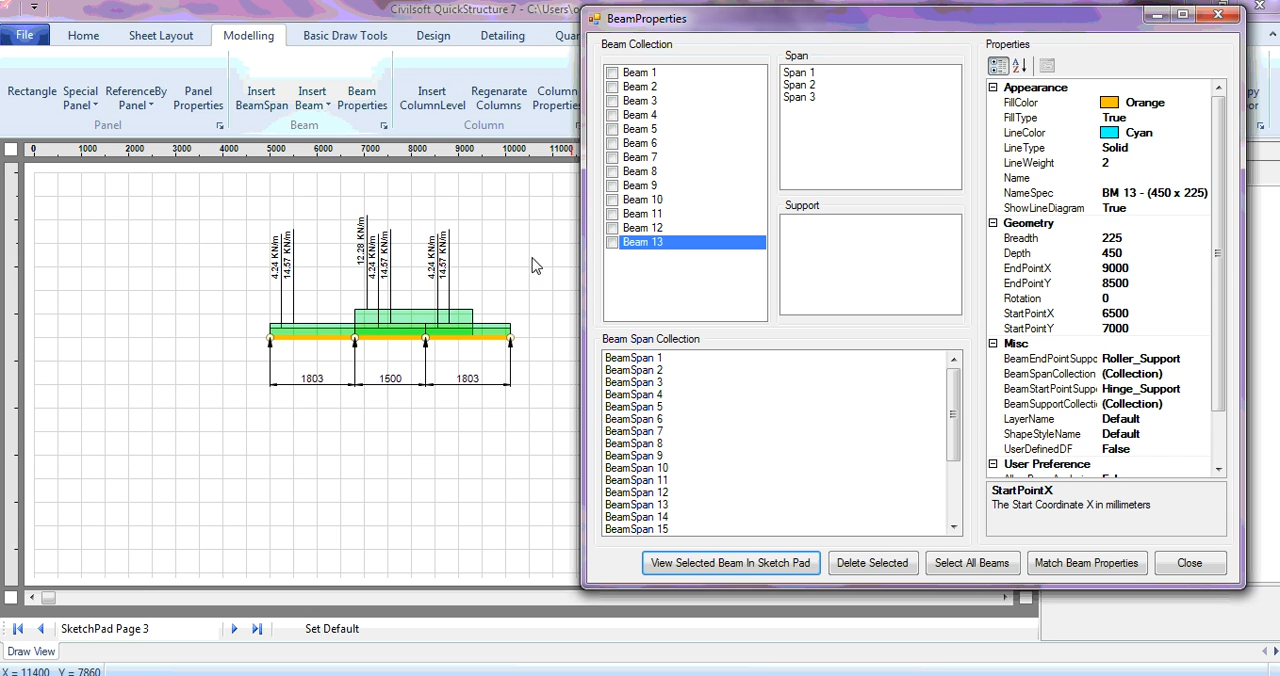 Civilsoft QuickStructure 7 - C:\Users\o
File
Home
Sheet Layout
Modelling
Basic Draw Tools
Design
Detailing
Quar
Rectangle
Special Panel
ReferenceBy Panel
Panel Properties
Insert BeamSpan
Insert Beam
Beam Properties
Insert ColumnLevel
Regenarate Columns
Column Propertie
Panel
Beam
Column
0 1000 2000 3000 4000 5000 6000 7000 8000 9000 10000 11000
4.24 KN/m
14.57 KN/m
12.28 KN/m
4.24 KN/m
14.57 KN/m
4.24 KN/m
14.57 KN/m
1803
1500
1803
SketchPad Page 3
Set Default
Draw View
X = 11400 Y = 7860
BeamProperties
Beam Collection
Beam 1
Beam 2
Beam 3
Beam 4
Beam 5
Beam 6
Beam 7
Beam 8
Beam 9
Beam 10
Beam 11
Beam 12
Beam 13
Span
Span 1
Span 2
Span 3
Support
Beam Span Collection
BeamSpan 1
BeamSpan 2
BeamSpan 3
BeamSpan 4
BeamSpan 5
BeamSpan 6
BeamSpan 7
BeamSpan 8
BeamSpan 9
BeamSpan 10
BeamSpan 11
BeamSpan 12
BeamSpan 13
BeamSpan 14
BeamSpan 15
Properties
Appearance
FillColor Orange
FillType True
LineColor Cyan
LineType Solid
LineWeight 2
Name
NameSpec BM 13 - (450 x 225)
ShowLineDiagram True
Geometry
Breadth 225
Depth 450
EndPointX 9000
EndPointY 8500
Rotation 0
StartPointX 6500
StartPointY 7000
Misc
BeamEndPointSuppo Roller_Support
BeamSpanCollection (Collection)
BeamStartPointSuppo Hinge_Support
BeamSupportCollectio (Collection)
LayerName Default
ShapeStyleName Default
UserDefinedDF False
User Preference
StartPointX
The Start Coordinate X in millimeters
View Selected Beam In Sketch Pad
Delete Selected
Select All Beams
Match Beam Properties
Close